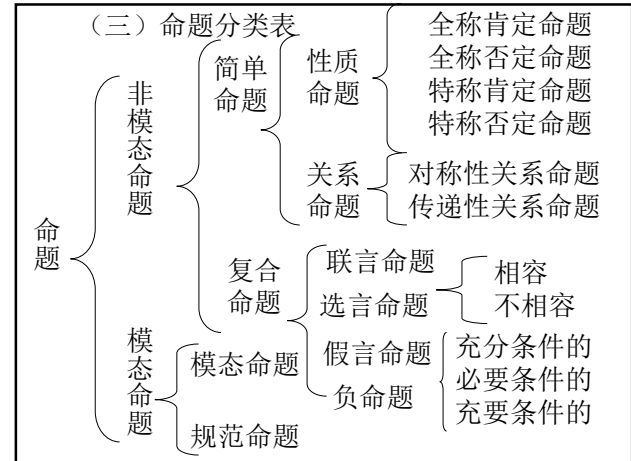 （三）命题分类表
命题
非模态命题
简单命题
性质命题
全称肯定命题
全称否定命题
特称肯定命题
特称否定命题
关系命题
对称性关系命题
传递性关系命题
复合命题
联言命题
选言命题
相容
不相容
假言命题
充分条件的
必要条件的
充要条件的
负命题
模态命题
模态命题
规范命题